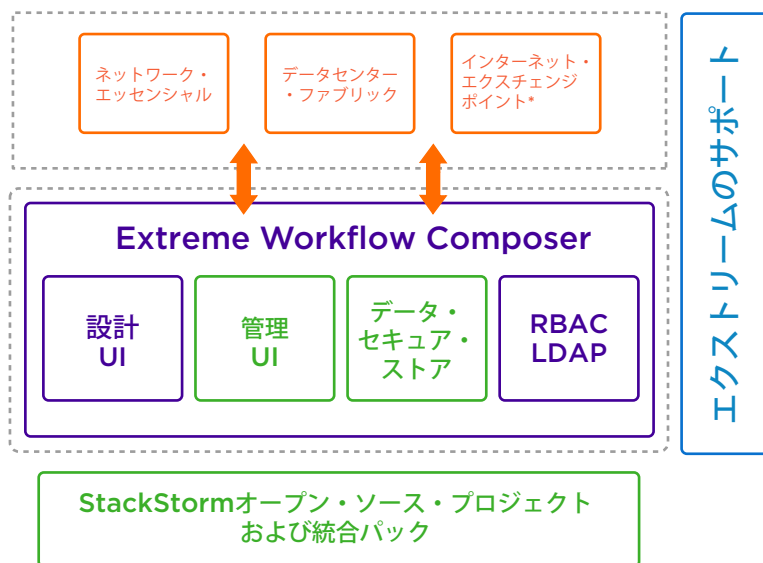 ネットワーク・
エッセンシャル
データセンター
・ファブリック
インターネット・
エクスチェンジ
ポイント*
Extreme Workflow Composer
設計
UI
管理
UI
データ・
セキュア・
ストア
RBAC
LDAP
StackStormオープン・ソース・プロジェクト
および統合パック
エクストリームのサポート